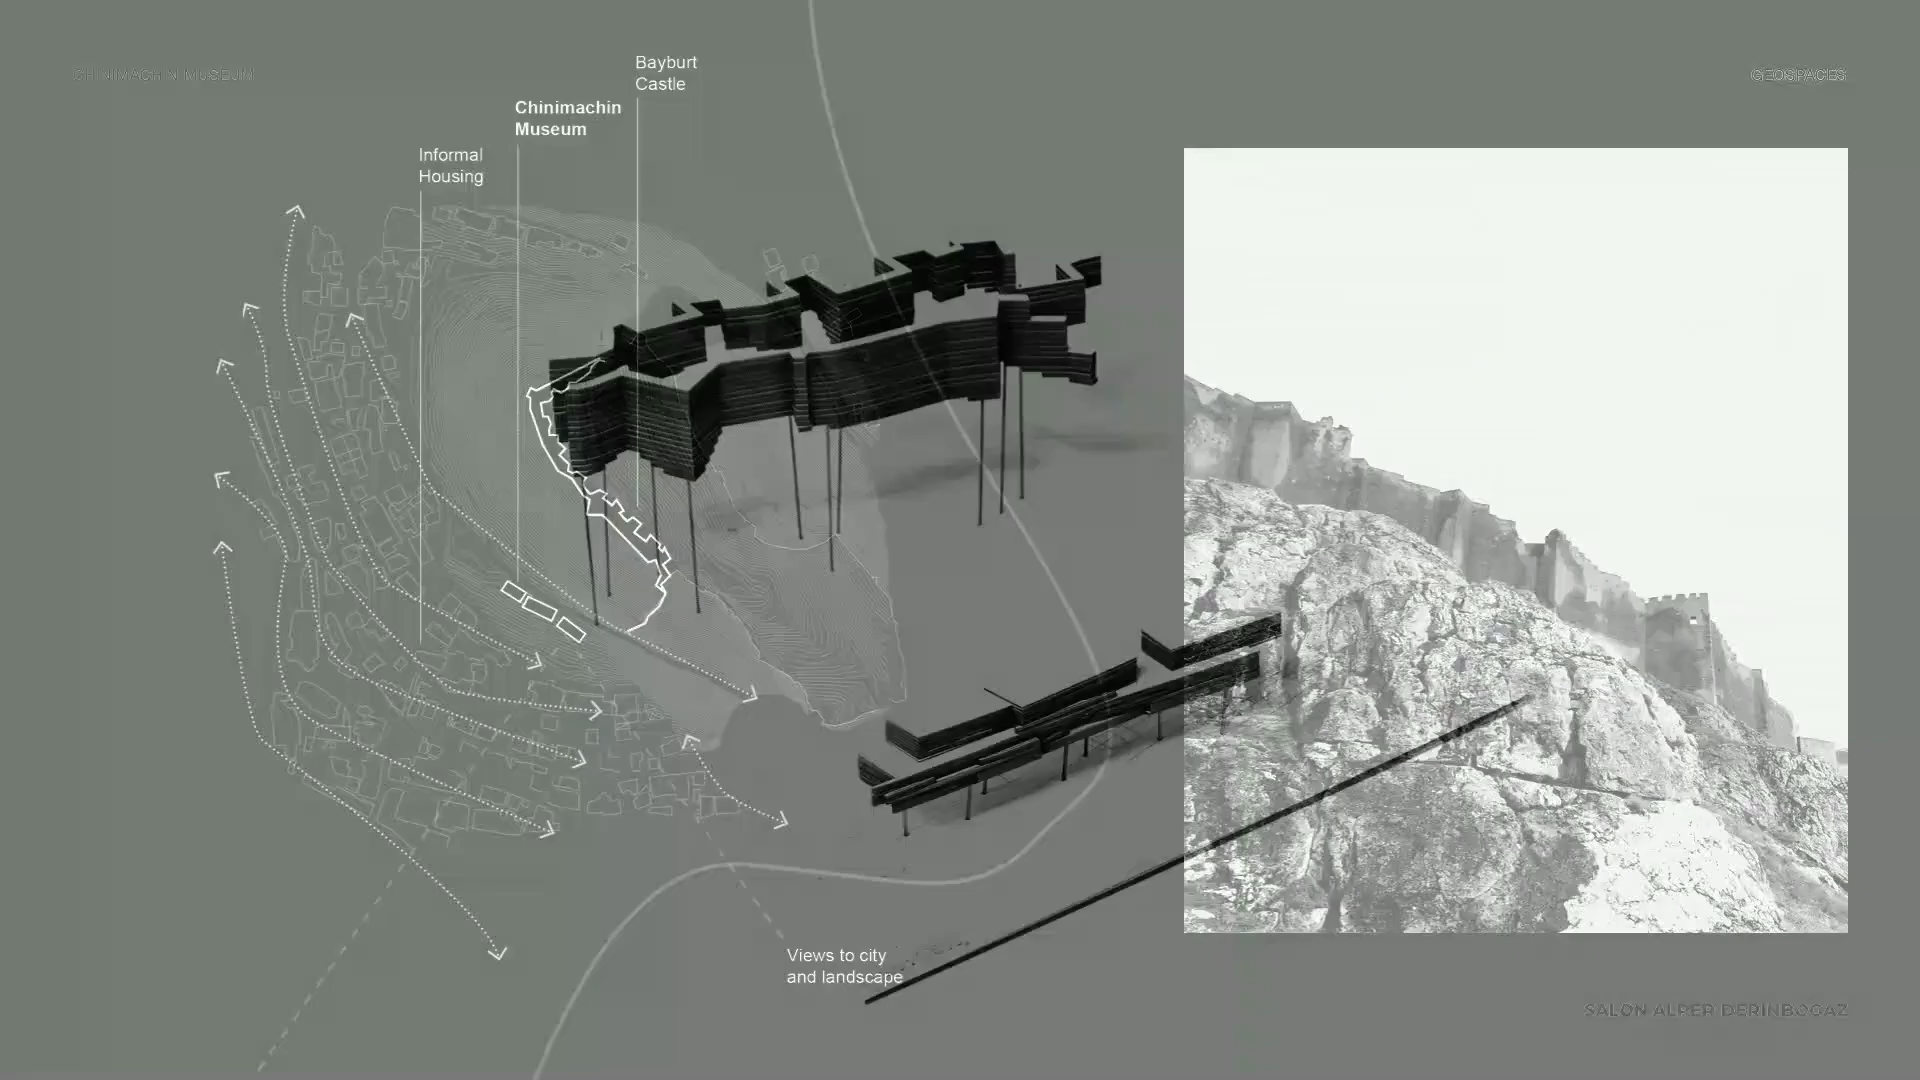 CHINIMACHIN MUSEUM
GEOSPACES
Bayburt
Castle
Chinimachin
Museum
Informal
Housing
Views to city
and landscape
SALON ALPER DERINBOGAZ